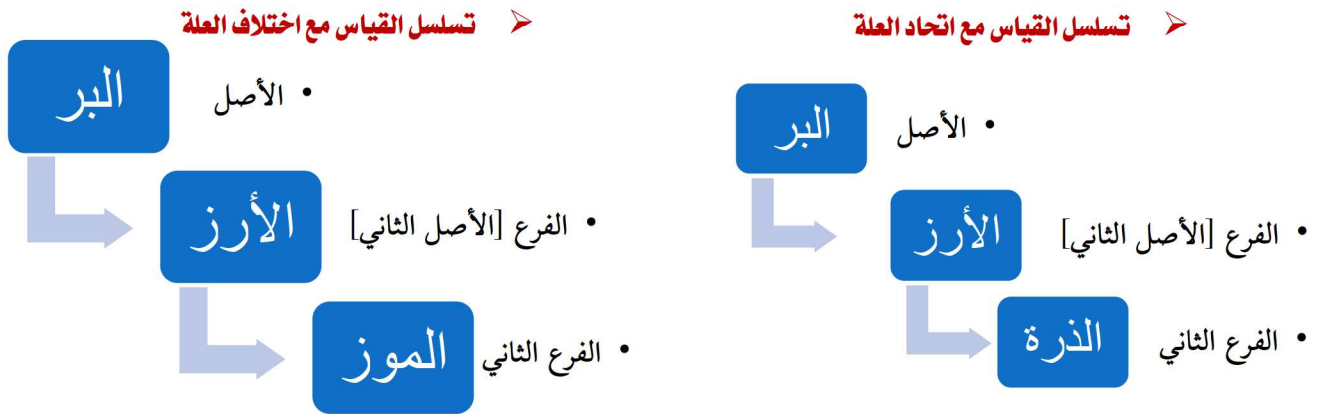 ➢ تسلسل القياس مع اتحاد العلة
البر
• الأصل
الأرز
• الفرع [الأصل الثاني]
الذرة
• الفرع الثاني
➢ تسلسل القياس مع اختلاف العلة
البر
• الأصل
الأرز
• الفرع [الأصل الثاني]
الموز
• الفرع الثاني